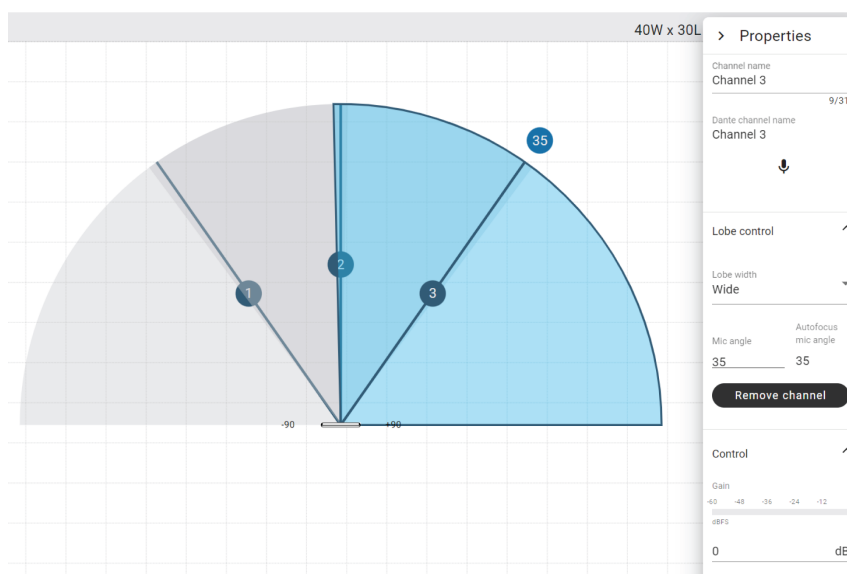 40W x 30L
Properties
Channel name
Channel 3
9/31
Dante channel name
Channel 3
35
Lobe control
2
Lobe width
Wide
1
3
Mic angle
Autofocus
mic angle
35
35
Remove channel
-90
+90
Control
Gain
-60 -48 -36 -24 -12
dBFS
0 dB